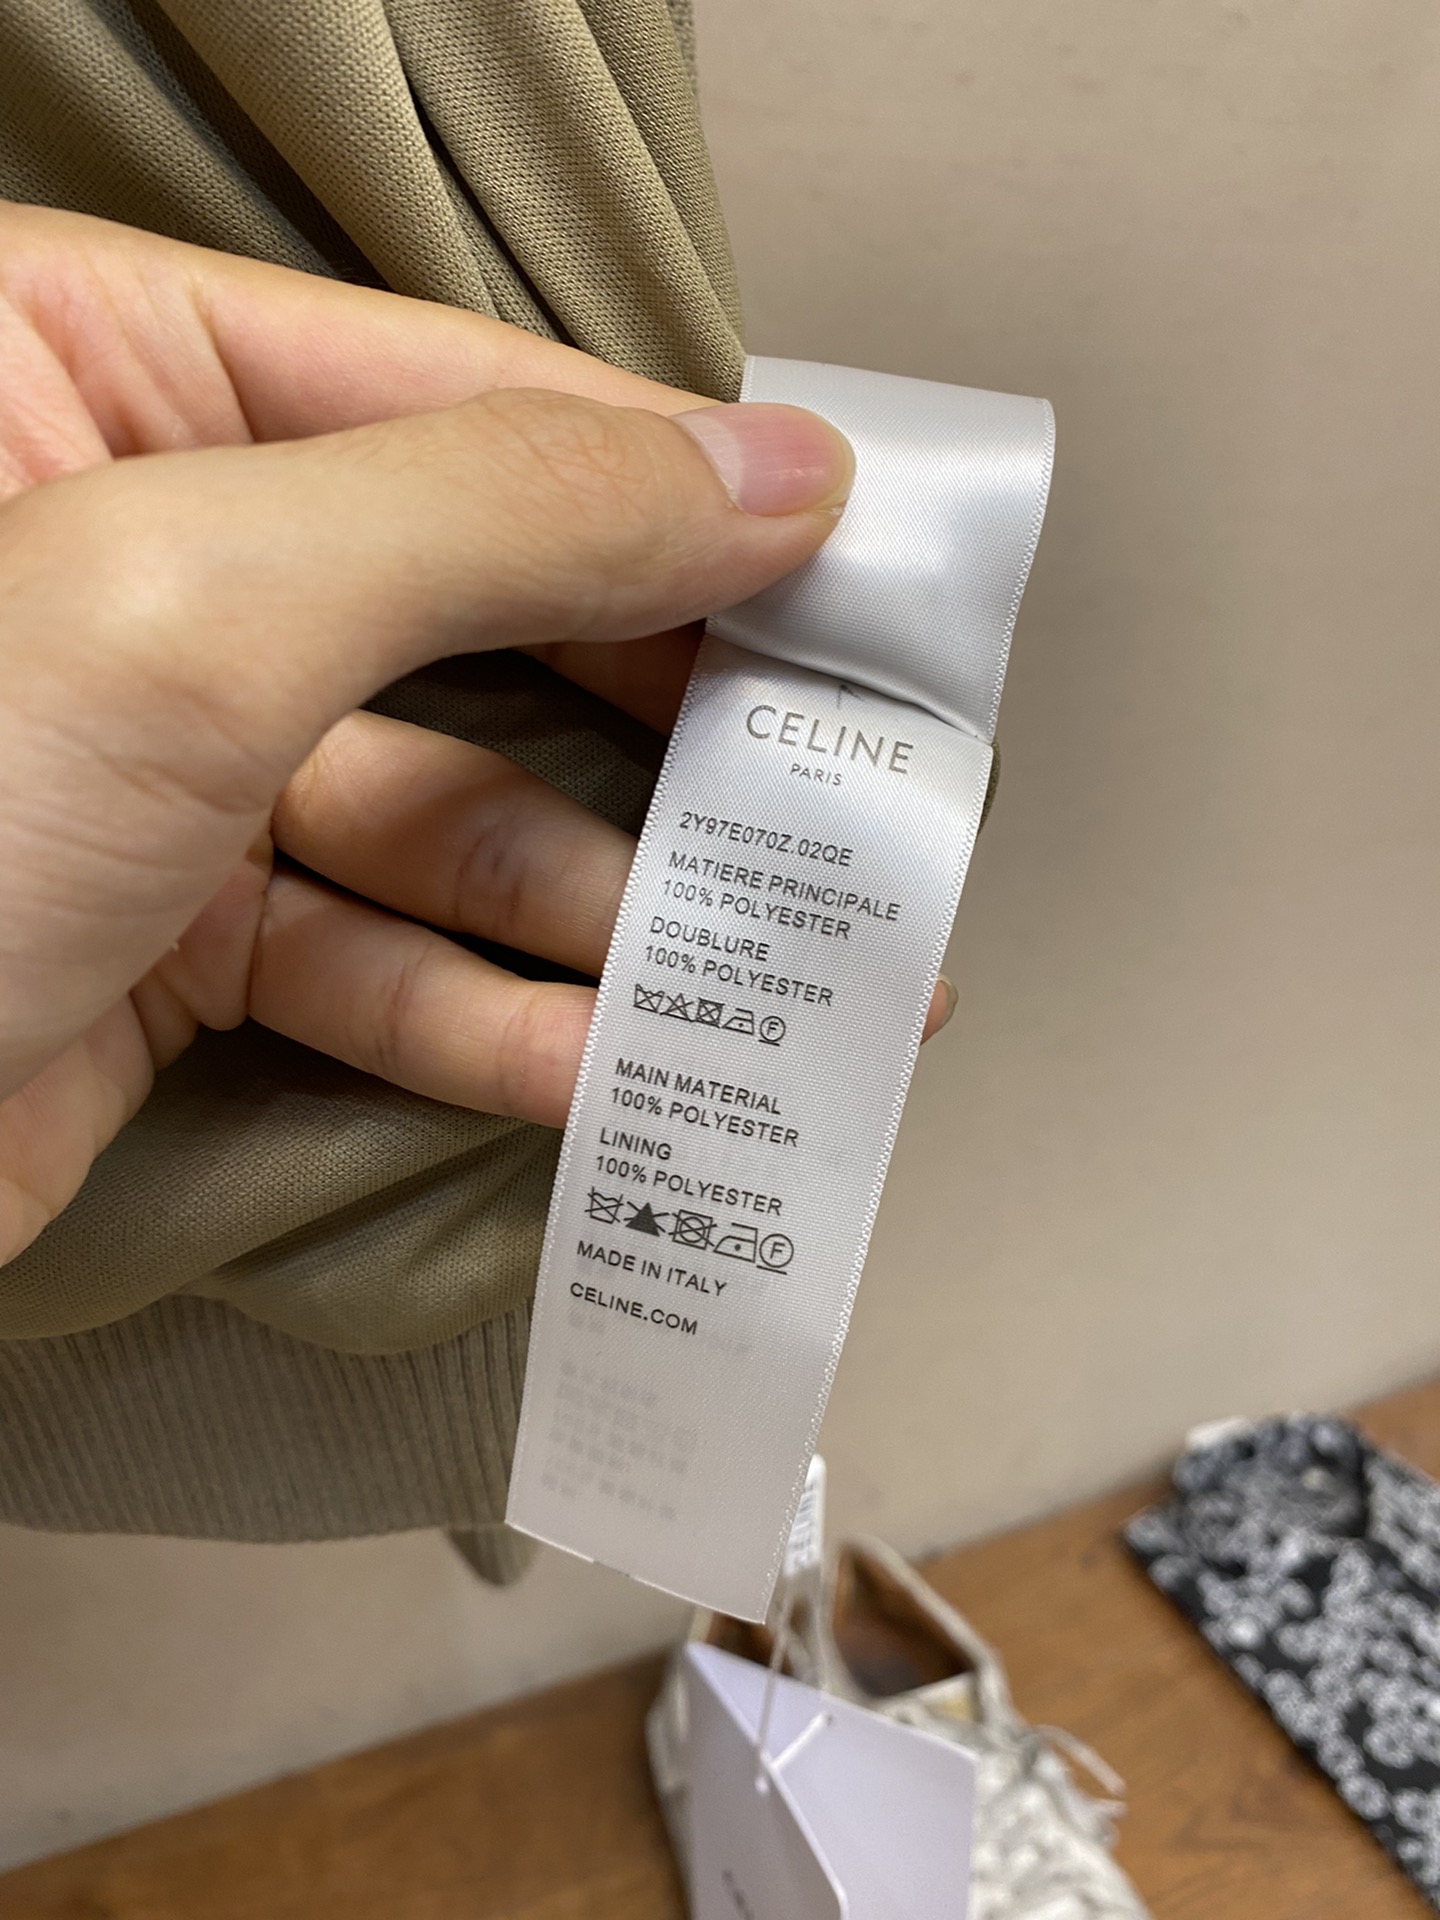 CELINE
PARIS
2Y97E070Z.02QE
MATIERE PRINCIPALE
100% POLYESTER
DOUBLURE
100% POLYESTER
F
MAIN MATERIAL
100% POLYESTER
LINING
100% POLYESTER
F
MADE IN ITALY
CELINE.COM